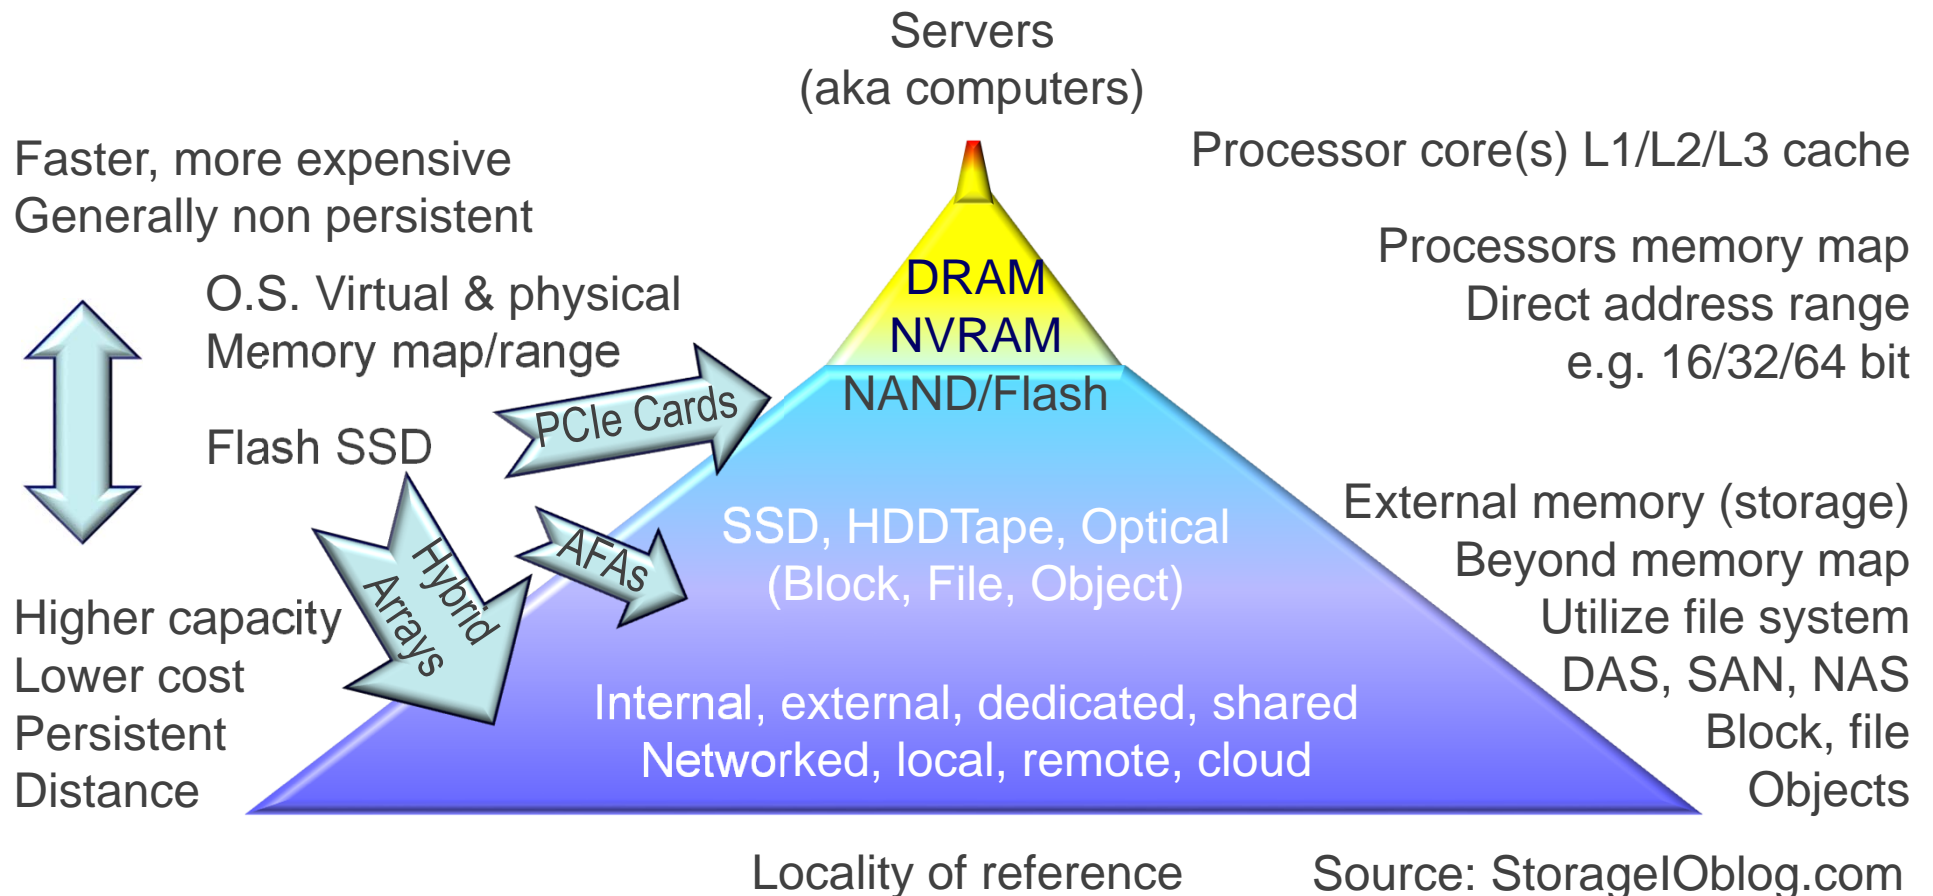 Servers
(aka computers)
Faster, more expensive
Generally non persistent
Processor core(s) L1/L2/L3 cache
Processors memory map
Direct address range
e.g. 16/32/64 bit
O.S. Virtual & physical
Memory map/range
DRAM
NVRAM
NAND/Flash
PCIe Cards
Flash SSD
Hybrid
Arrays
AFAs
SSD, HDDTape, Optical
(Block, File, Object)
External memory (storage)
Beyond memory map
Utilize file system
DAS, SAN, NAS
Block, file
Objects
Higher capacity
Lower cost
Persistent
Distance
Internal, external, dedicated, shared
Networked, local, remote, cloud
Locality of reference
Source: StorageIOblog.com